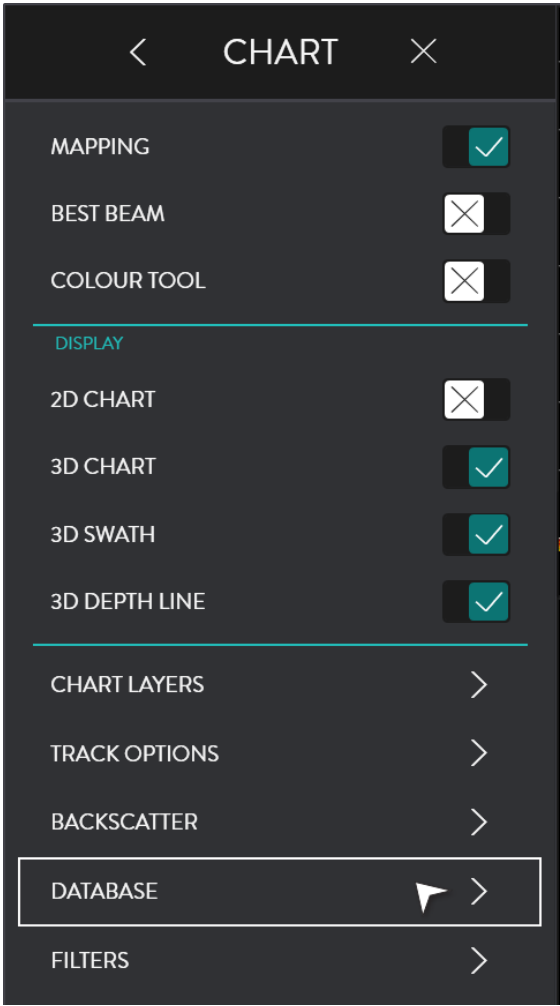 CHART
MAPPING
BEST BEAM
COLOUR TOOL
DISPLAY
2D CHART
3D CHART
3D SWATH
3D DEPTH LINE
CHART LAYERS
TRACK OPTIONS
BACKSCATTER
DATABASE
FILTERS